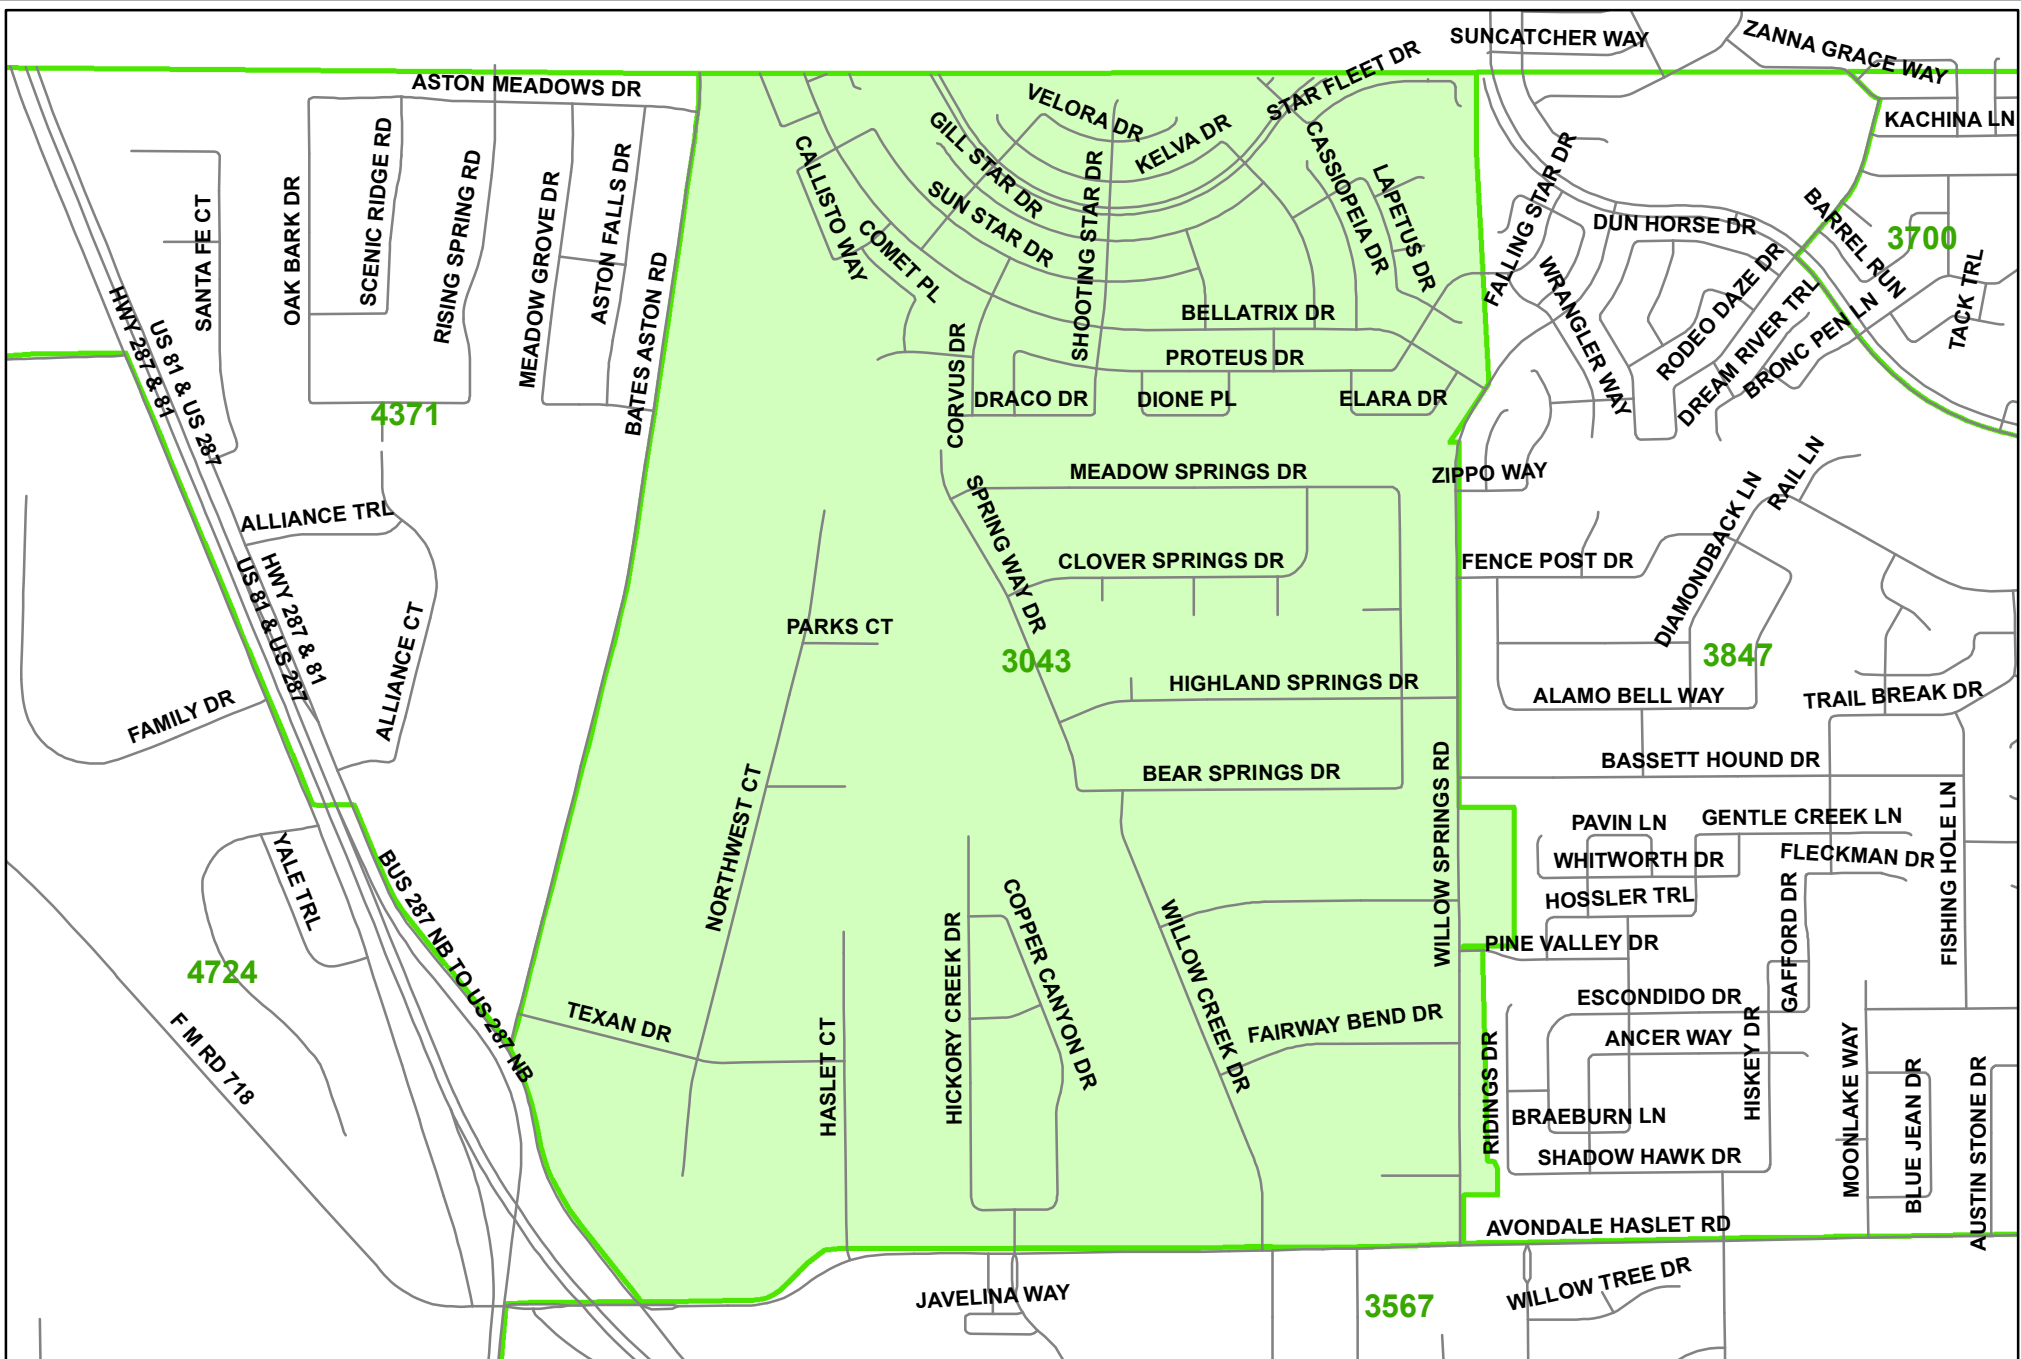 SUNCATCHER WAY
ZANNA GRACE WAY
STAR FLEET DR
ASTON MEADOWS DR
VELORA DR
KACHINA LN
GILL STAR DR
KELVA DR
CASSIOPEIA DR
SCENIC RIDGE RD
RISING SPRING RD
ASTON FALLS DR
CALLISTO WAY
SHOOTING STAR DR
LAPETUS DR
FALLING STAR DR
OAK BARK DR
SANTA FE CT
MEADOW GROVE DR
SUN STAR DR
COMET PL
DUN HORSE DR
BARREL RUN
3700
BATES ASTON RD
WRANGLER WAY
RODEO DAZE DR
TACK TRL
HWY 287 & 81
US 81 & US 287
BELLATRIX DR
DREAM RIVER TRL
BRONC PEN LN
PROTEUS DR
CORVUS DR
DRACO DR
DIONE PL
ELARA DR
4371
MEADOW SPRINGS DR
ZIPPO WAY
RAIL LN
DIAMONDBACK LN
SPRING WAY DR
ALLIANCE TRL
CLOVER SPRINGS DR
FENCE POST DR
HWY 287 & 81
US 81 & US 287
ALLIANCE CT
PARKS CT
3043
3847
FAMILY DR
HIGHLAND SPRINGS DR
ALAMO BELL WAY
TRAIL BREAK DR
BEAR SPRINGS DR
WILLOW SPRINGS RD
BASSETT HOUND DR
NORTHWEST CT
PAVIN LN
GENTLE CREEK LN
FISHING HOLE LN
YALE TRL
WHITWORTH DR
FLECKMAN DR
BUS 287 NB TO US 287 NB
HOSSLER TRL
GAFFORD DR
COPPER CANYON DR
HICKORY CREEK DR
WILLOW CREEK DR
PINE VALLEY DR
4724
ESCONDIDO DR
TEXAN DR
FAIRWAY BEND DR
ANCER WAY
HISKEY DR
F M RD 718
HASLET CT
RIDINGS DR
MOONLAKE WAY
BLUE JEAN DR
AUSTIN STONE DR
BRAEBURN LN
SHADOW HAWK DR
AVONDALE HASLET RD
JAVELINA WAY
WILLOW TREE DR
3567